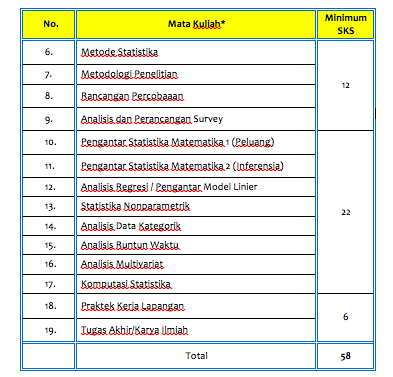 No. Mata Kuliah* Minimum SKS
6. Metode Statistika
7. Metodologi Penelitian
8. Rancangan Percobaaan
12
9. Analisis dan Perancangan Survey
10. Pengantar Statistika Matematika 1 (Peluang)
11. Pengantar Statistika Matematika 2 (Inferensia)
12. Analisis Regresi / Pengantar Model Linier
13. Statistika Nonparametrik
22
14. Analisis Data Kategorik
15. Analisis Runtun Waktu
16. Analisis Multivariat
17. Komputasi Statistika
18. Praktek Kerja Lapangan
6
19. Tugas Akhir/Karya Ilmiah
Total 58